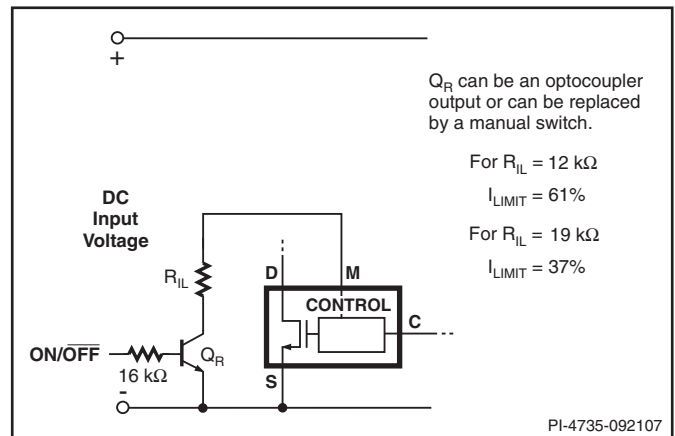 +
Q_R can be an optocoupler
output or can be replaced
by a manual switch.
For R_IL = 12 kΩ
I_LIMIT = 61%
For R_IL = 19 kΩ
I_LIMIT = 37%
DC
Input
Voltage
R_IL
D
M
CONTROL
C
ON/OFF
16 kΩ
Q_R
S
-
PI-4735-092107